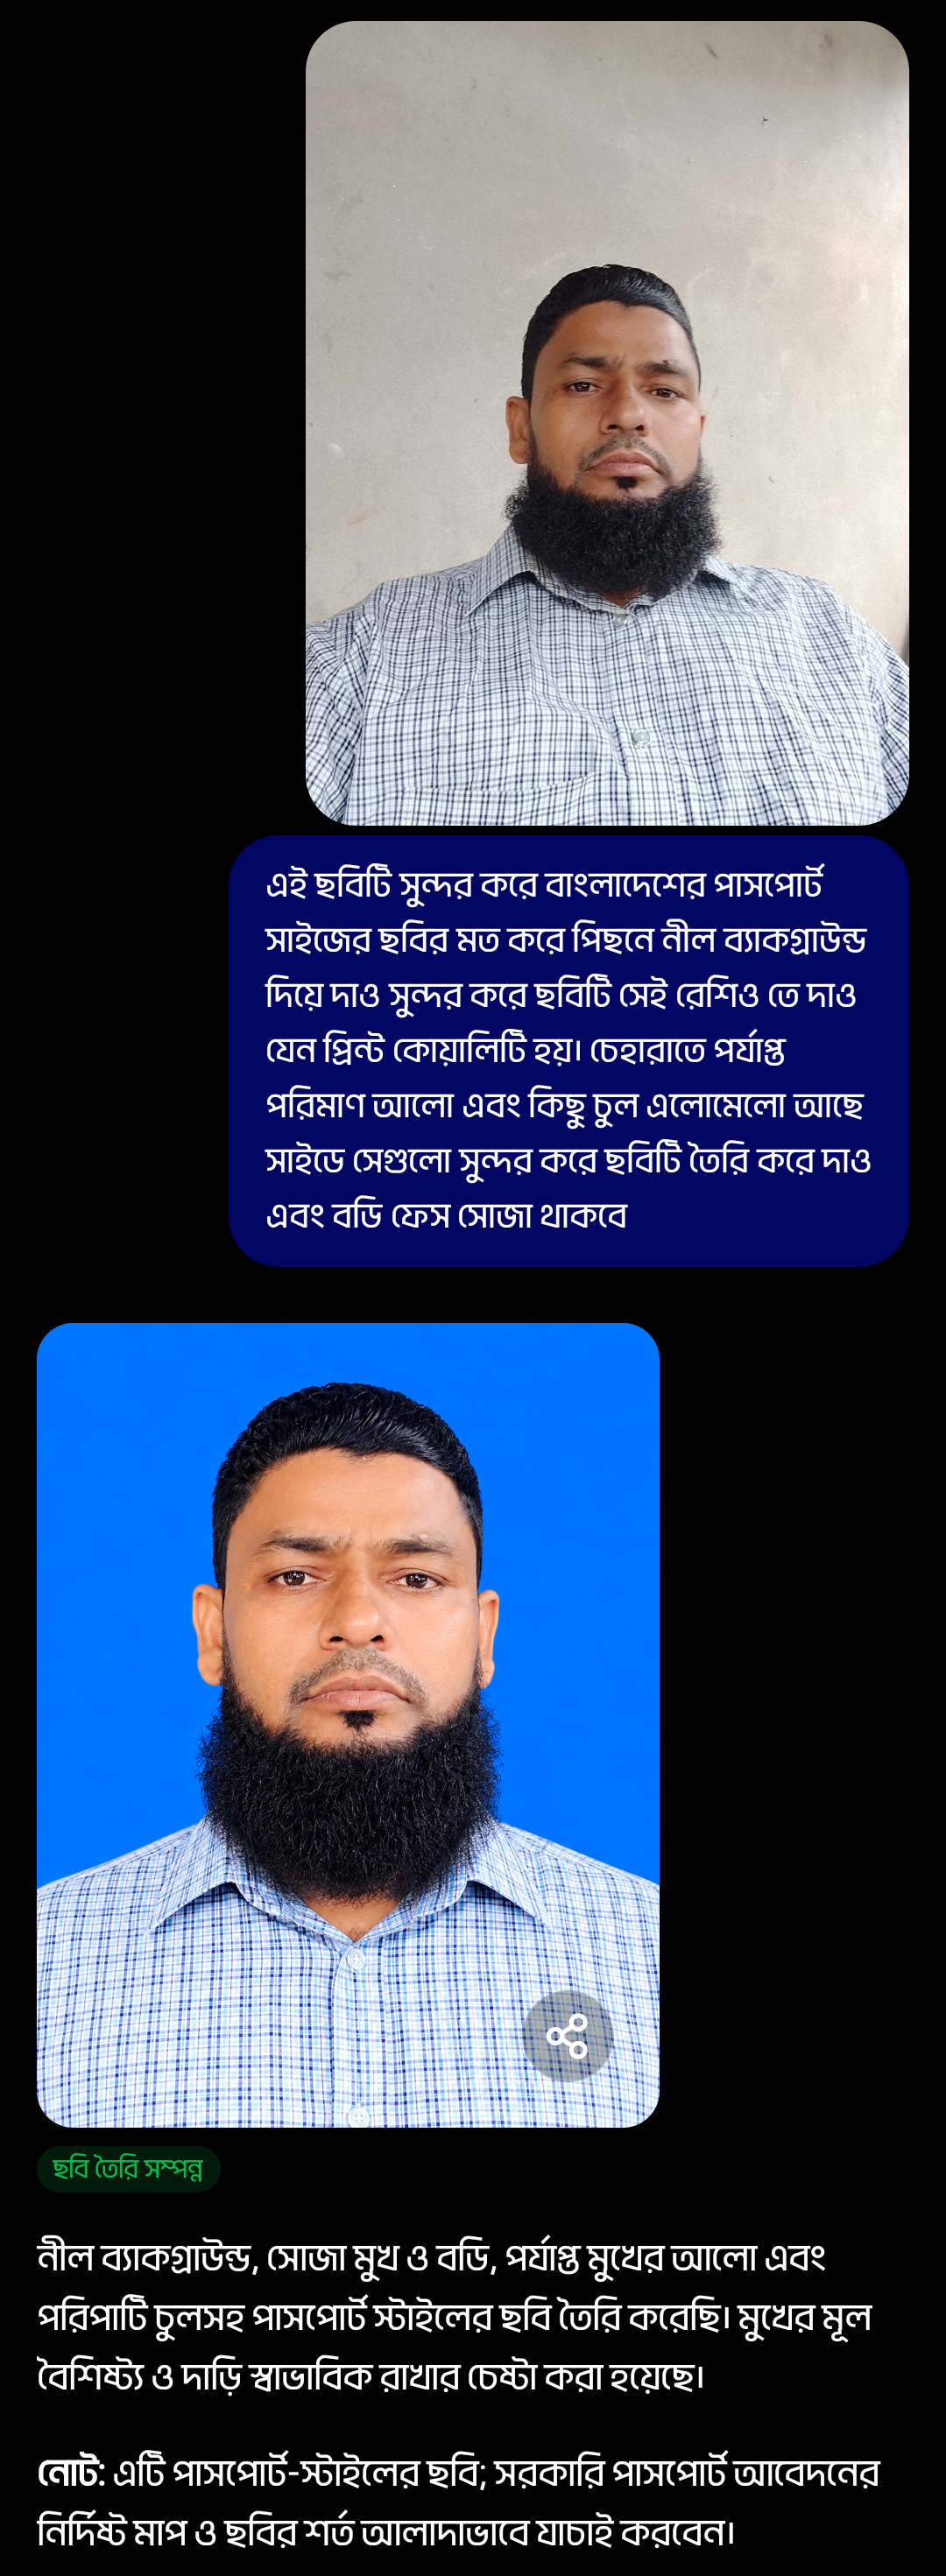 এই ছবিটি সুন্দর করে বাংলাদেশের পাসপোর্ট
সাইজের ছবির মত করে পিছনে নীল ব্যাকগ্রাউন্ড
দিয়ে দাও সুন্দর করে ছবিটি সেই রেশিও তে দাও
যেন প্রিন্ট কোয়ালিটি হয়। চেহারাতে পর্যাপ্ত
পরিমাণ আলো এবং কিছু চুল এলোমেলো আছে
সাইডে সেগুলো সুন্দর করে ছবিটি তৈরি করে দাও
এবং বডি ফেস সোজা থাকবে
ছবি তৈরি সম্পন্ন
নীল ব্যাকগ্রাউন্ড, সোজা মুখ ও বডি, পর্যাপ্ত মুখের আলো এবং
পরিপাটি চুলসহ পাসপোর্ট স্টাইলের ছবি তৈরি করেছি। মুখের মূল
বৈশিষ্ট্য ও দাড়ি স্বাভাবিক রাখার চেষ্টা করা হয়েছে।
নোট: এটি পাসপোর্ট-স্টাইলের ছবি; সরকারি পাসপোর্ট আবেদনের
নির্দিষ্ট মাপ ও ছবির শর্ত আলাদাভাবে যাচাই করবেন।